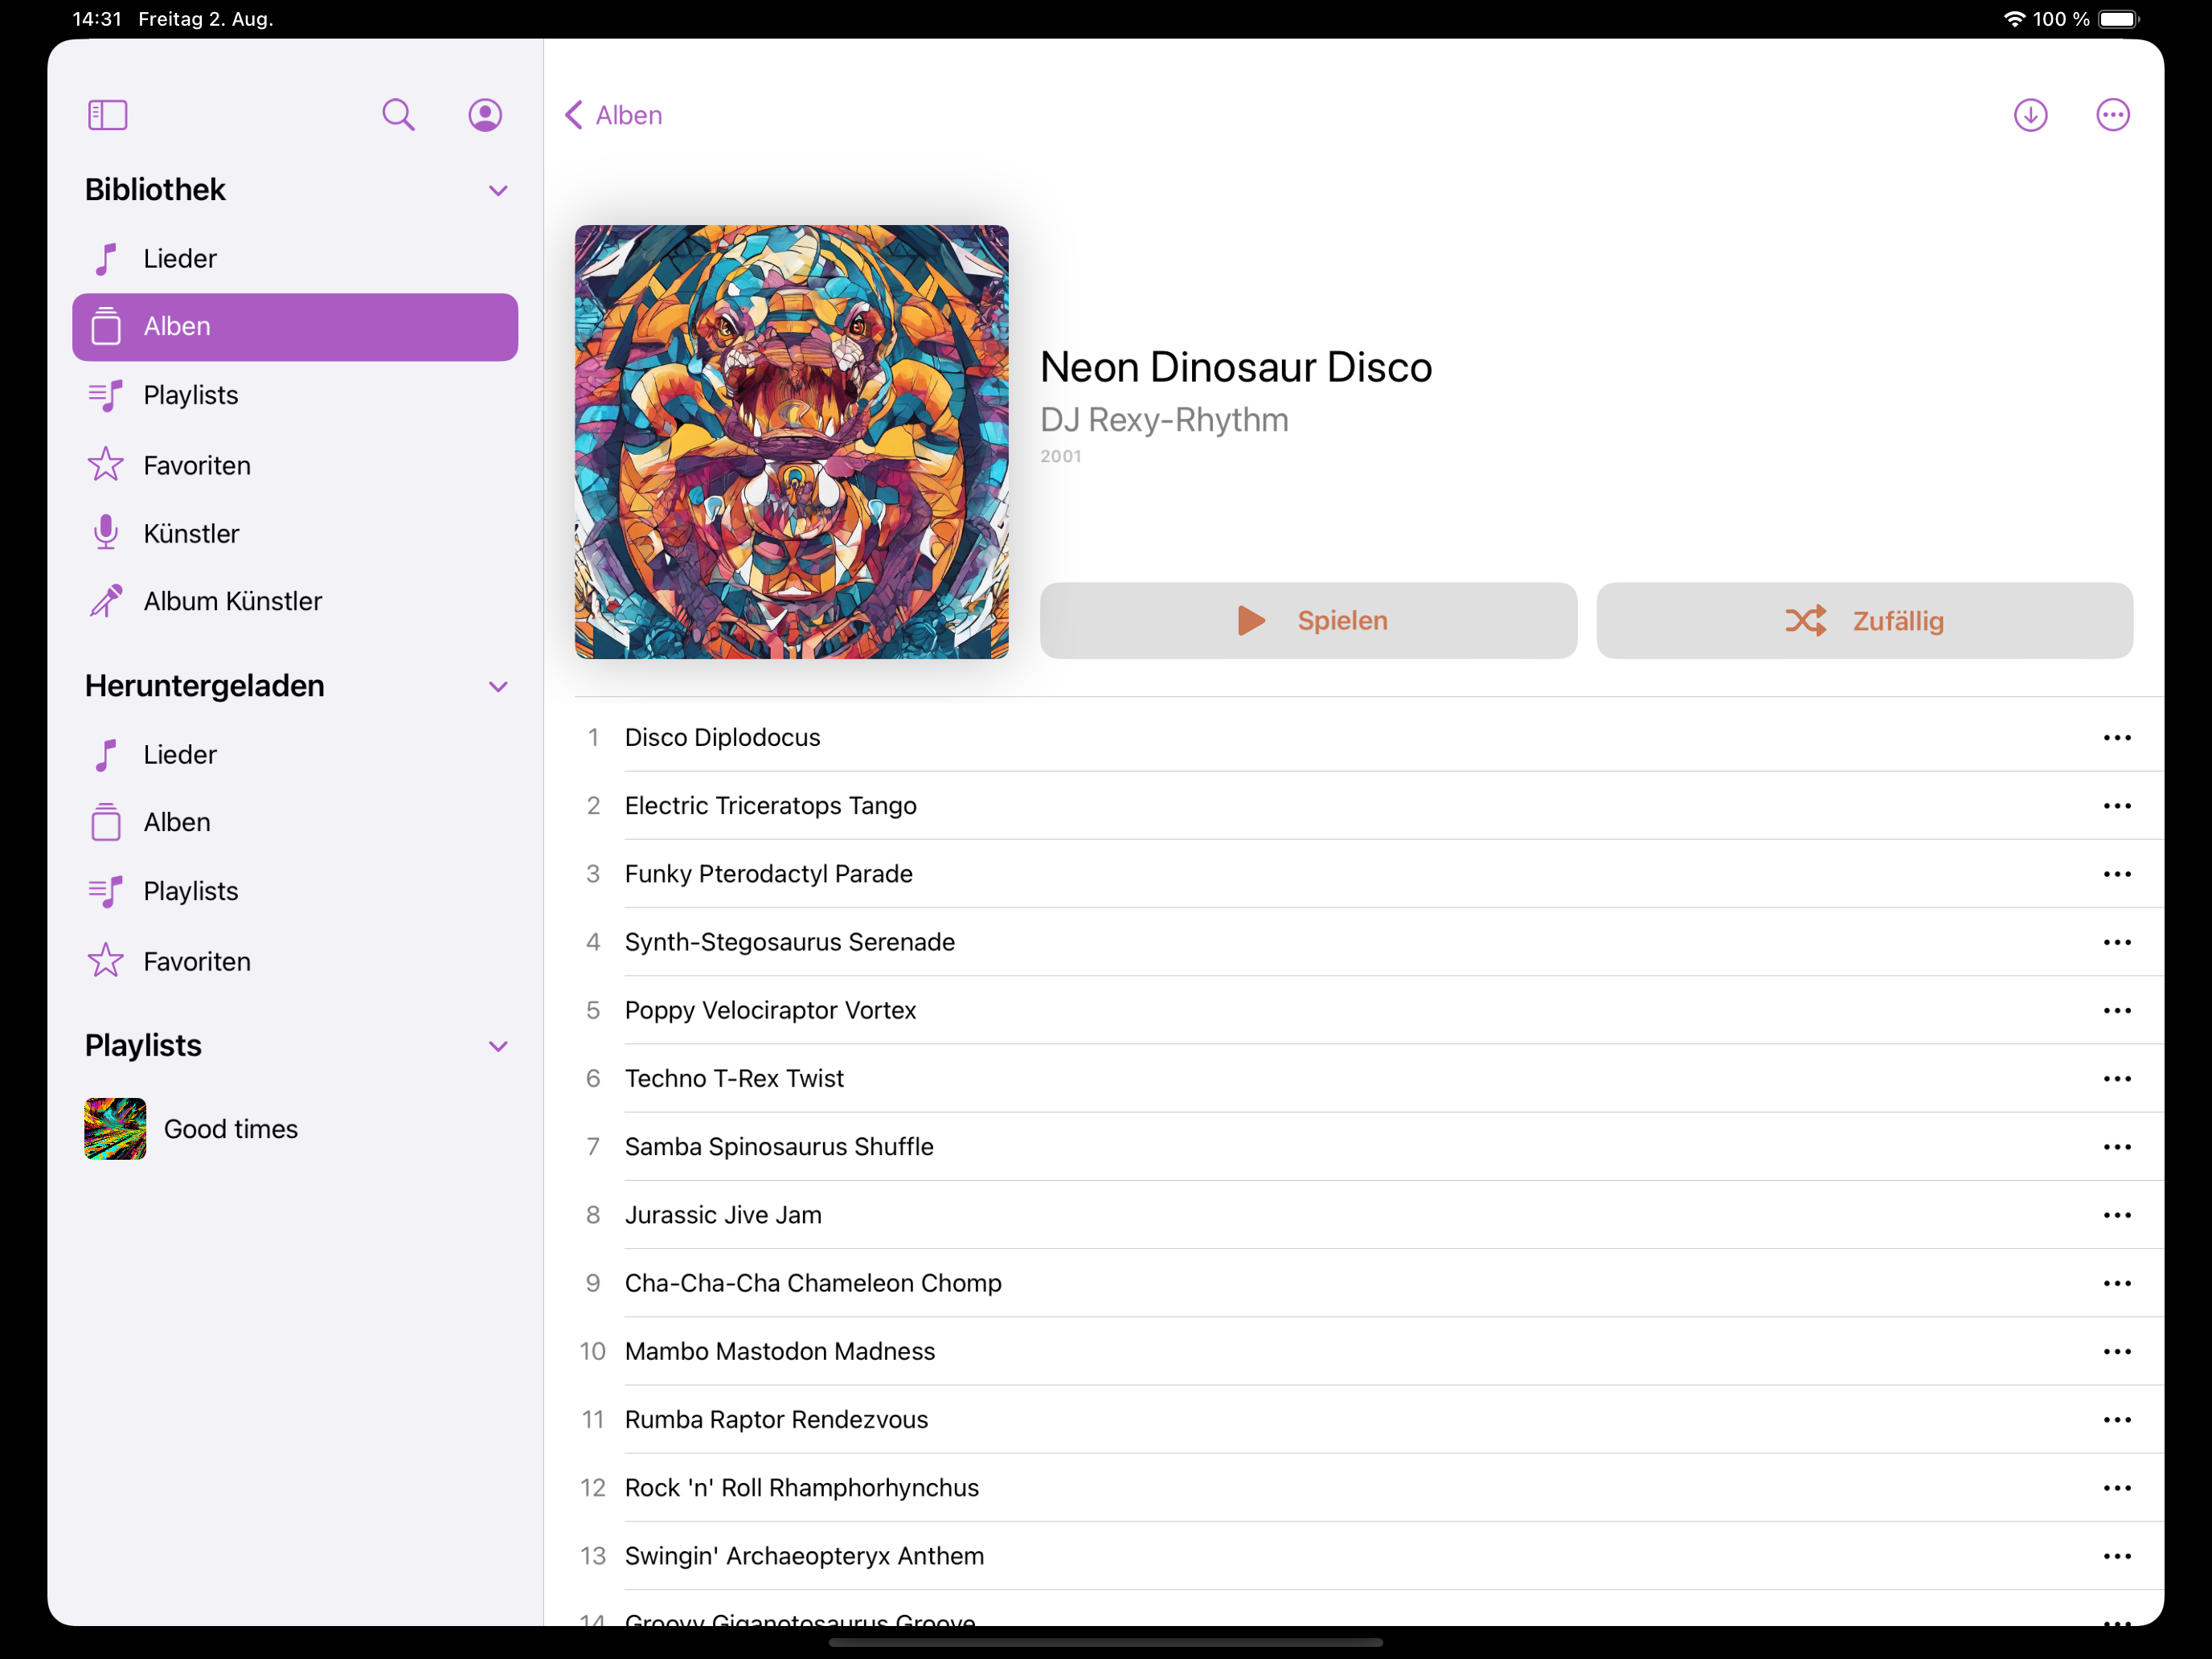 14:31 Freitag 2. Aug.
100 %
Bibliothek
Lieder
Alben
Playlists
Favoriten
Künstler
Album Künstler
Heruntergeladen
Lieder
Alben
Playlists
Favoriten
Playlists
Good times
Alben
Neon Dinosaur Disco
DJ Rexy-Rhythm
2001
Spielen
Zufällig
1 Disco Diplodocus
2 Electric Triceratops Tango
3 Funky Pterodactyl Parade
4 Synth-Stegosaurus Serenade
5 Poppy Velociraptor Vortex
6 Techno T-Rex Twist
7 Samba Spinosaurus Shuffle
8 Jurassic Jive Jam
9 Cha-Cha-Cha Chameleon Chomp
10 Mambo Mastodon Madness
11 Rumba Raptor Rendezvous
12 Rock 'n' Roll Rhamphorhynchus
13 Swingin' Archaeopteryx Anthem
14 Groovy Giganotosaurus Groove